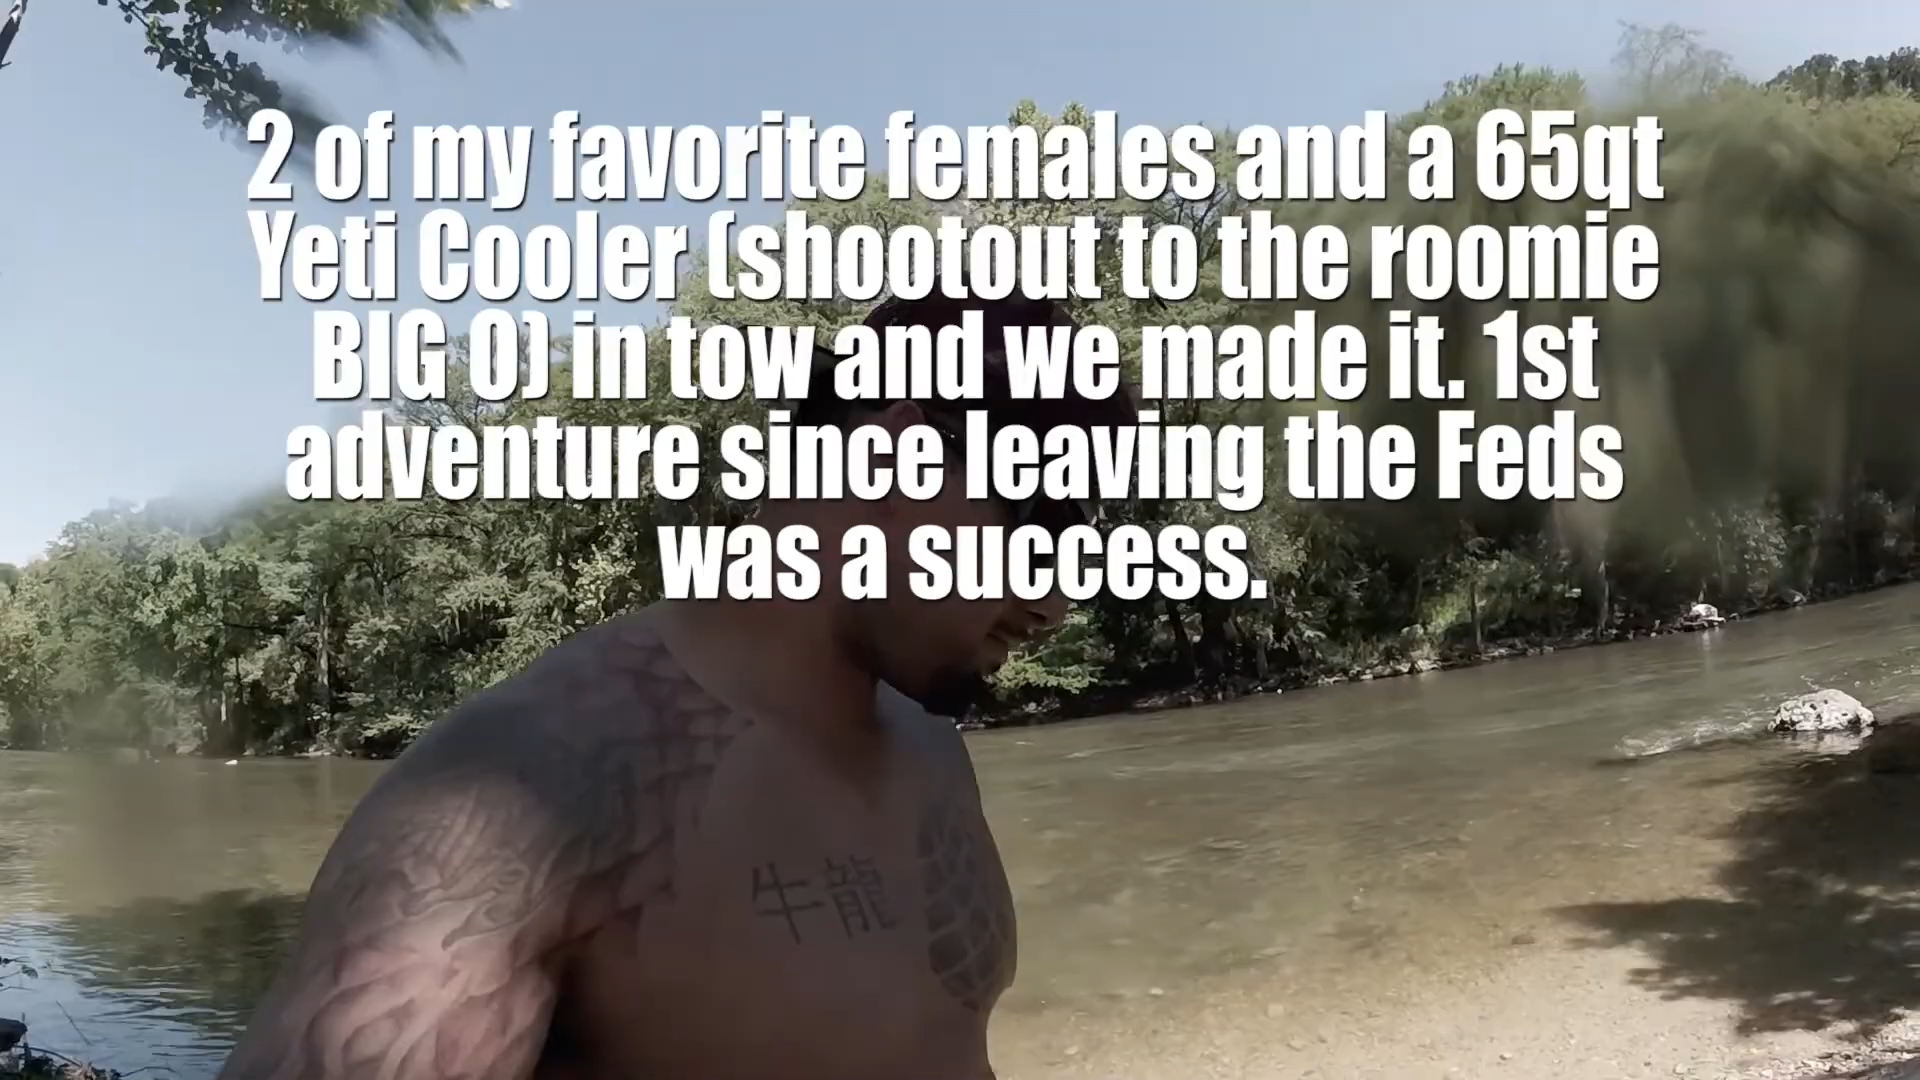 2 of my favorite females and a 65qt
Yeti Cooler (shootout to the roomie
BIG O) in tow and we made it. 1st
adventure since leaving the Feds
was a success.
牛龍